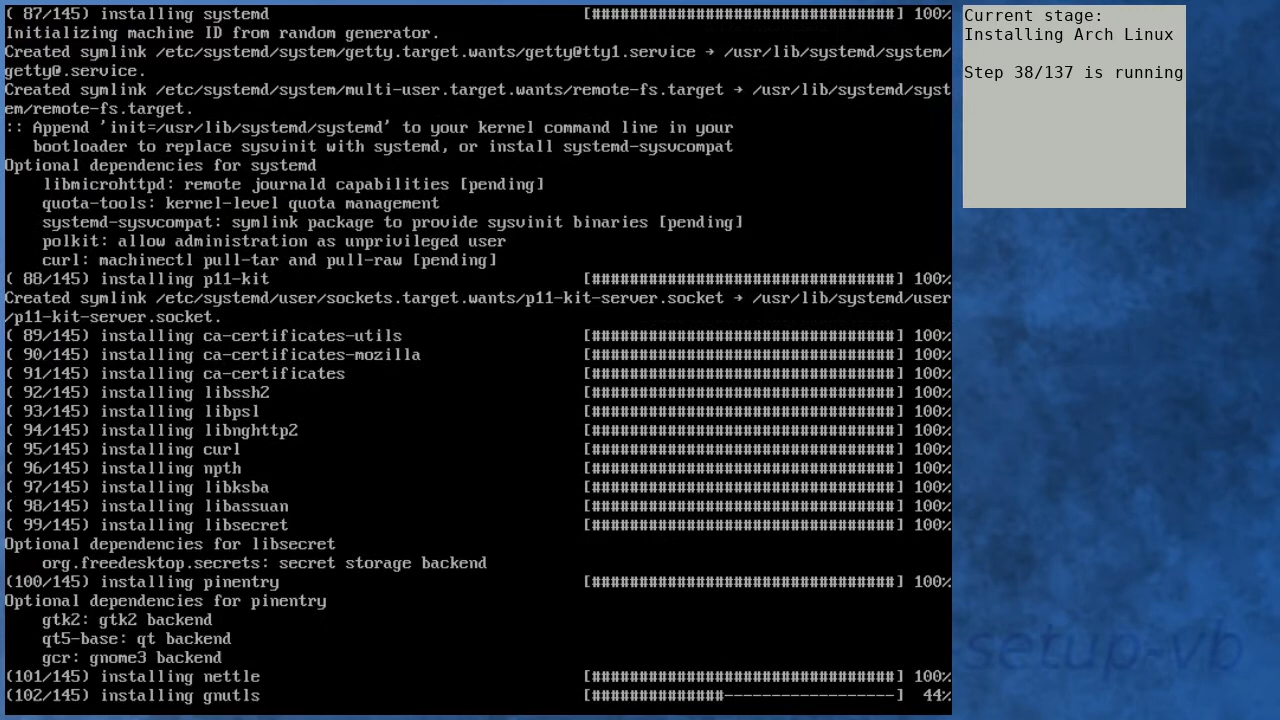 ( 87/145) installing systemd [################################] 100%
Initializing machine ID from random generator.
Created symlink /etc/systemd/system/getty.target.wants/getty@tty1.service → /usr/lib/systemd/system/
getty@.service.
Created symlink /etc/systemd/system/multi-user.target.wants/remote-fs.target → /usr/lib/systemd/syst
em/remote-fs.target.
:: Append 'init=/usr/lib/systemd/systemd' to your kernel command line in your
   bootloader to replace sysvinit with systemd, or install systemd-sysvcompat
Optional dependencies for systemd
    libmicrohttpd: remote journald capabilities [pending]
    quota-tools: kernel-level quota management
    systemd-sysvcompat: symlink package to provide sysvinit binaries [pending]
    polkit: allow administration as unprivileged user
    curl: machinectl pull-tar and pull-raw [pending]
( 88/145) installing p11-kit [################################] 100%
Created symlink /etc/systemd/user/sockets.target.wants/p11-kit-server.socket → /usr/lib/systemd/user
/p11-kit-server.socket.
( 89/145) installing ca-certificates-utils [################################] 100%
( 90/145) installing ca-certificates-mozilla [################################] 100%
( 91/145) installing ca-certificates [################################] 100%
( 92/145) installing libssh2 [################################] 100%
( 93/145) installing libpsl [################################] 100%
( 94/145) installing libnghttp2 [################################] 100%
( 95/145) installing curl [################################] 100%
( 96/145) installing npth [################################] 100%
( 97/145) installing libksba [################################] 100%
( 98/145) installing libassuan [################################] 100%
( 99/145) installing libsecret [################################] 100%
Optional dependencies for libsecret
    org.freedesktop.secrets: secret storage backend
(100/145) installing pinentry [################################] 100%
Optional dependencies for pinentry
    gtk2: gtk2 backend
    qt5-base: qt backend
    gcr: gnome3 backend
(101/145) installing nettle [################################] 100%
(102/145) installing gnutls [##############------------------] 44%
Current stage:
Installing Arch Linux
Step 38/137 is running
setup-vb